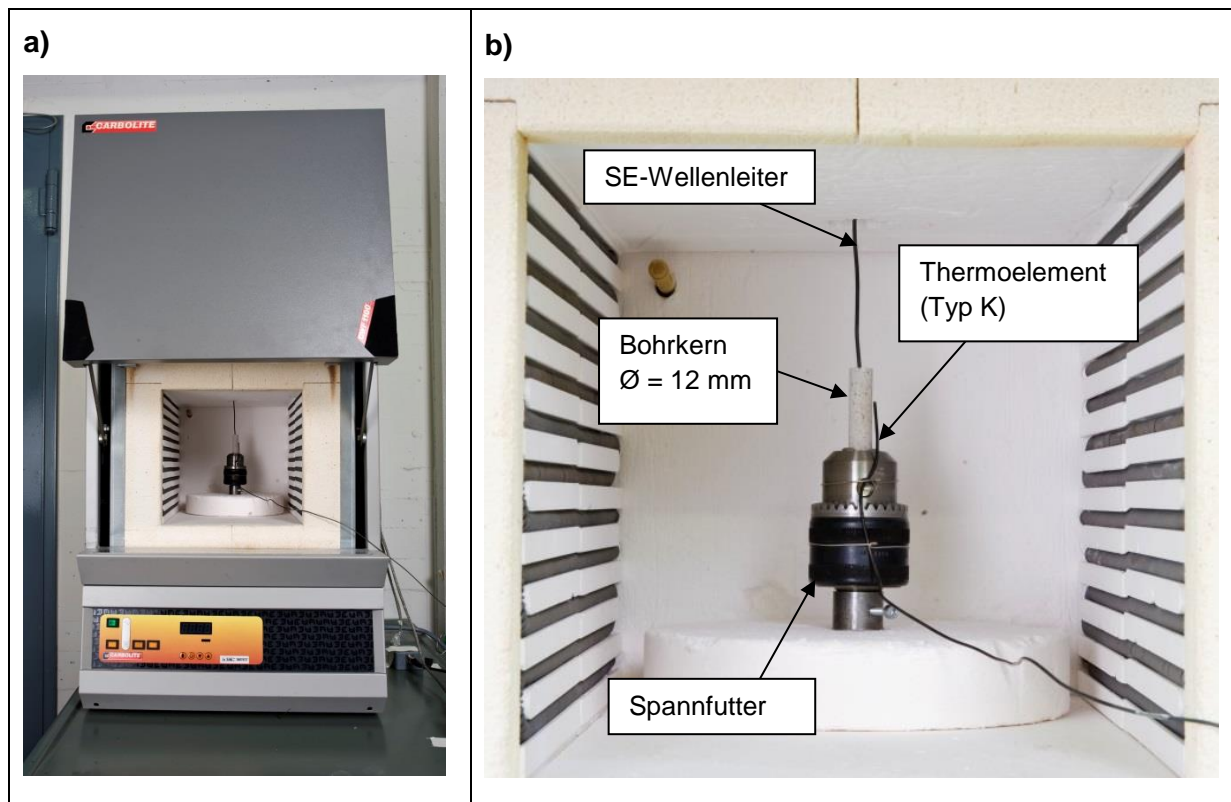 a)
CARBOLITE
CARBOLITE
b)
SE-Wellenleiter
Thermoelement
(Typ K)
Bohrkern
Ø = 12 mm
Spannfutter